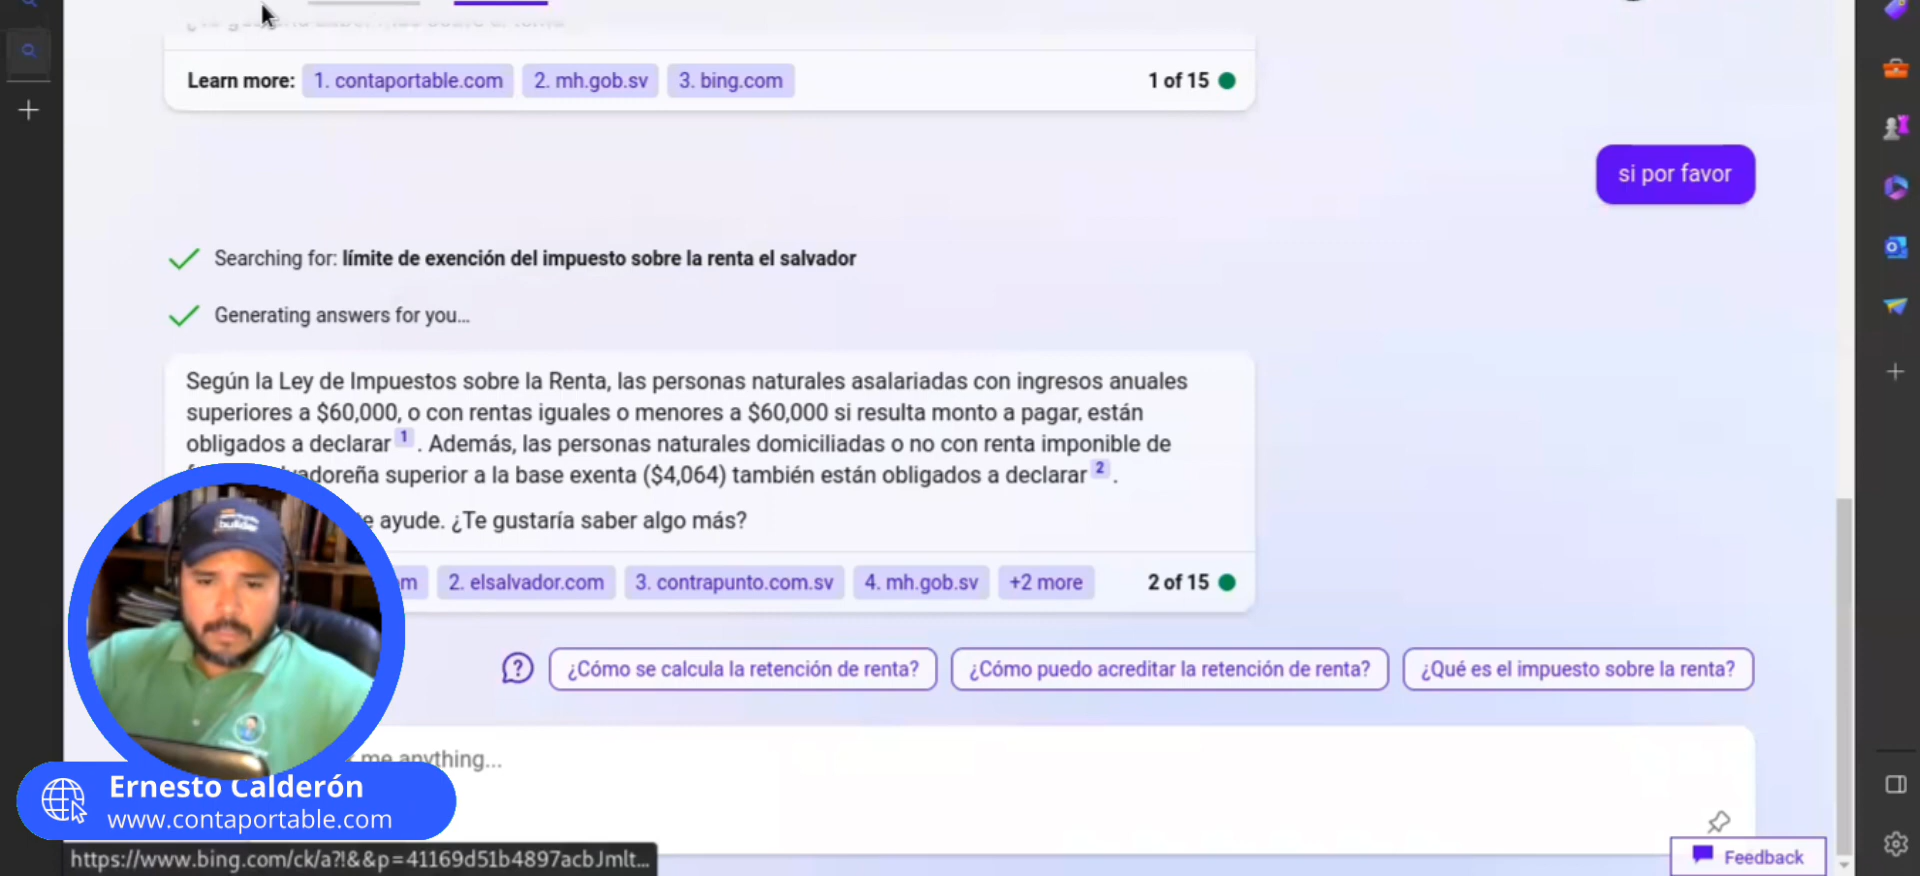 Learn more: 1. contaportable.com 2. mh.gob.sv 3. bing.com 1 of 15
si por favor
Searching for: límite de exención del impuesto sobre la renta el salvador
Generating answers for you...
Según la Ley de Impuestos sobre la Renta, las personas naturales asalariadas con ingresos anuales
superiores a $60,000, o con rentas iguales o menores a $60,000 si resulta monto a pagar, están
obligados a declarar 1 . Además, las personas naturales domiciliadas o no con renta imponible de
superior a la base exenta ($4,064) también están obligados a declarar 2 .
ayude. ¿Te gustaría saber algo más?
2. elsalvador.com 3. contrapunto.com.sv 4. mh.gob.sv +2 more 2 of 15
¿Cómo se calcula la retención de renta? ¿Cómo puedo acreditar la retención de renta? ¿Qué es el impuesto sobre la renta?
me anything...
Ernesto Calderón
www.contaportable.com
https://www.bing.com/ck/a?!&&p=41169d51b4897acbJmlt...
Feedback